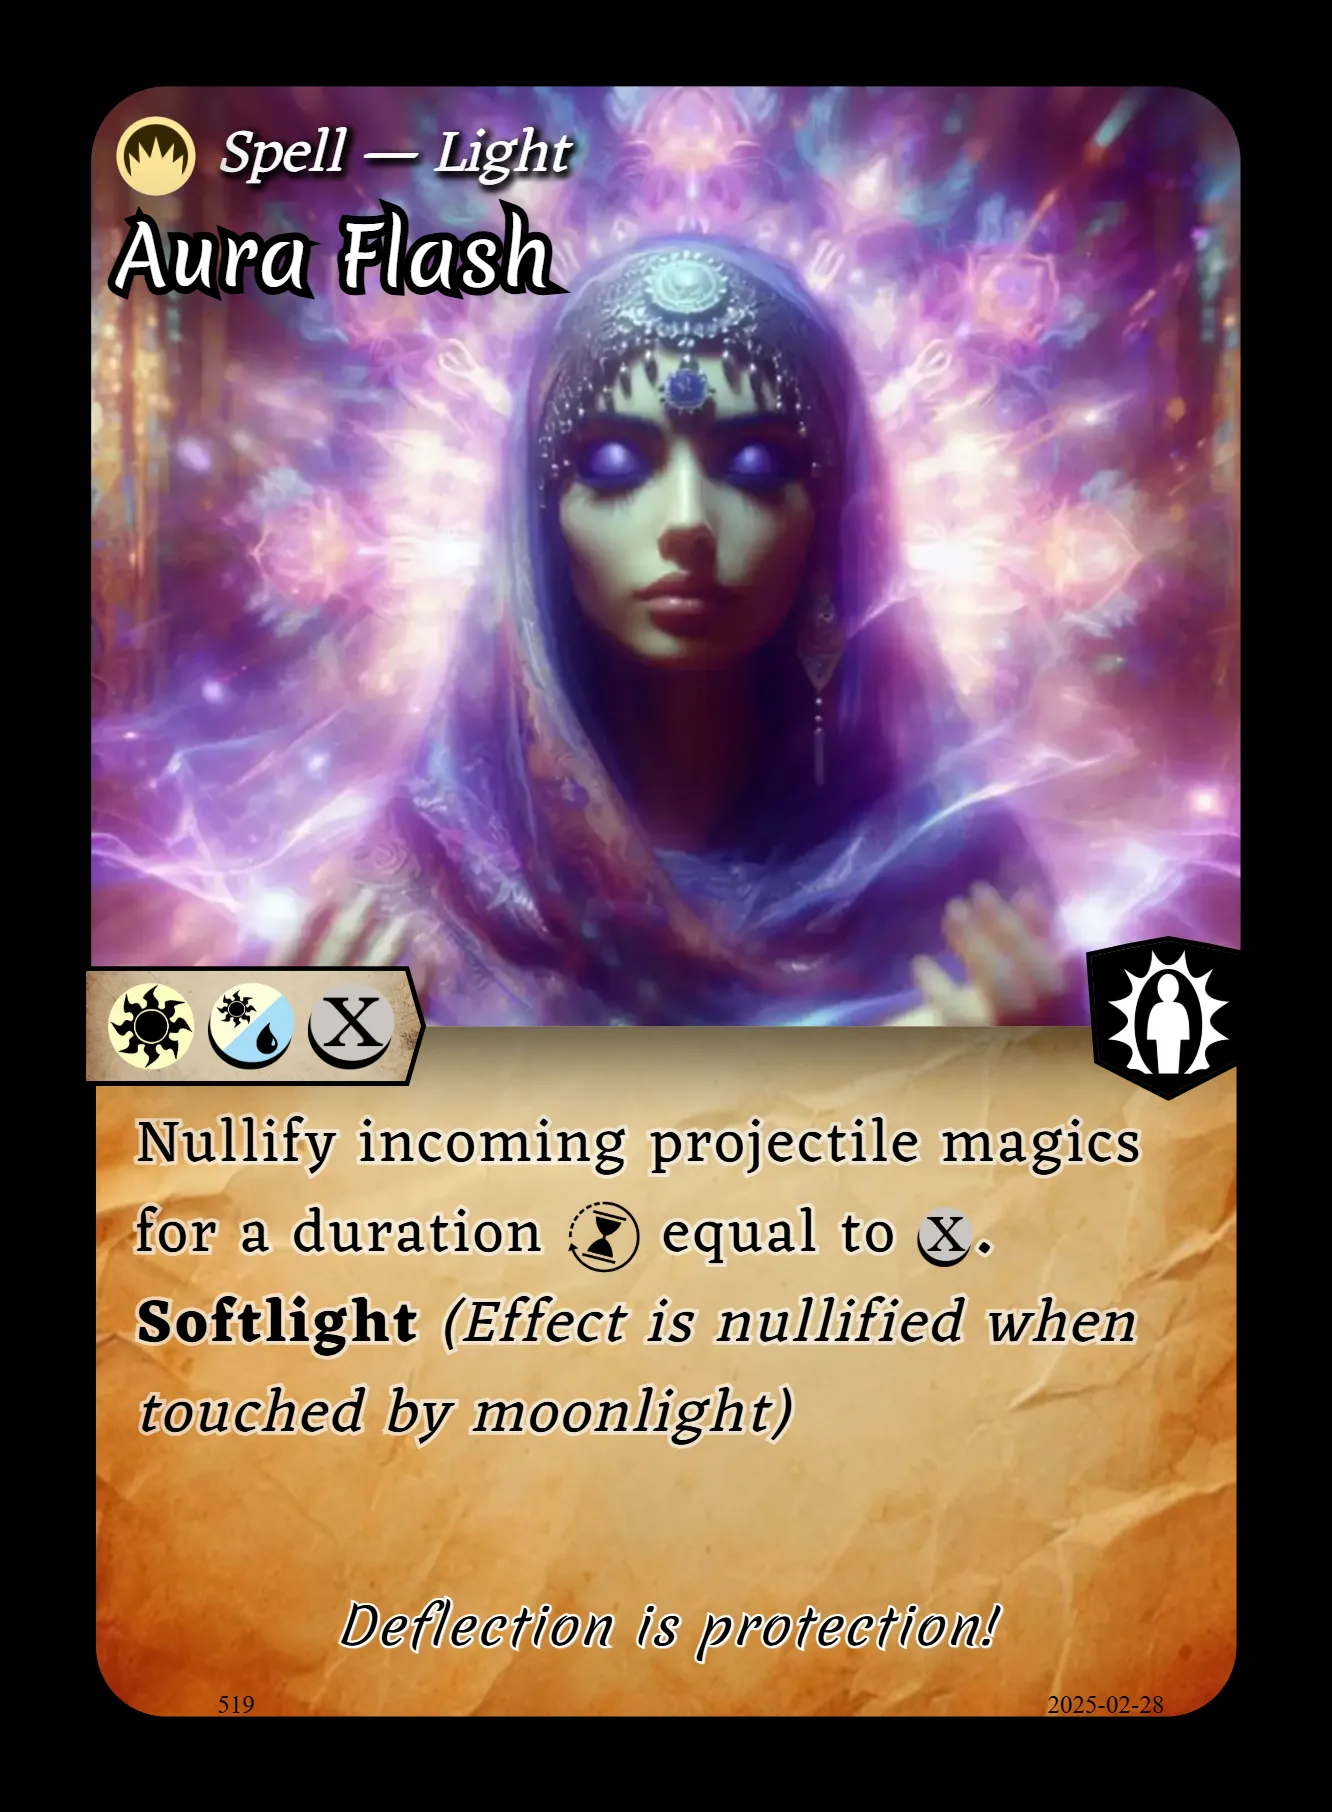 Spell — Light
Aura Flash
X
Nullify incoming projectile magics
for a duration equal to X.
Softlight (Effect is nullified when
touched by moonlight)
Deflection is protection!
519
2025-02-28